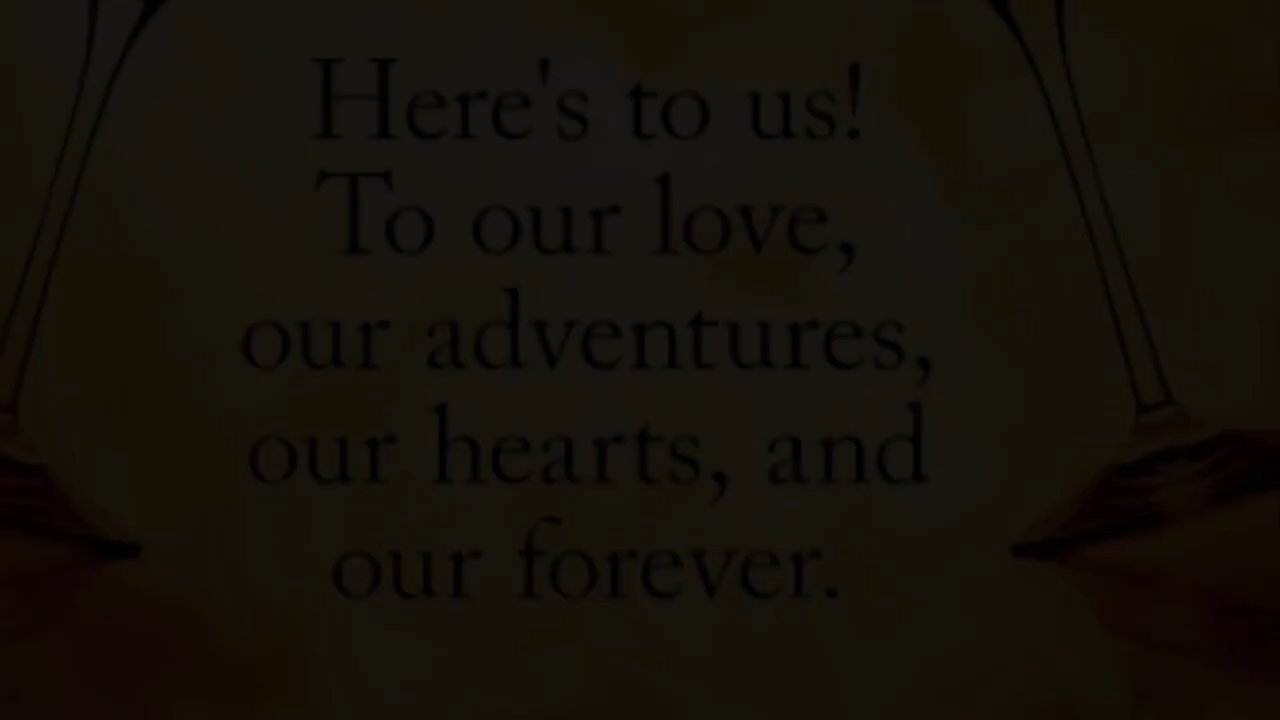 Here's to us!
To our love,
our adventures,
our hearts, and
our forever.